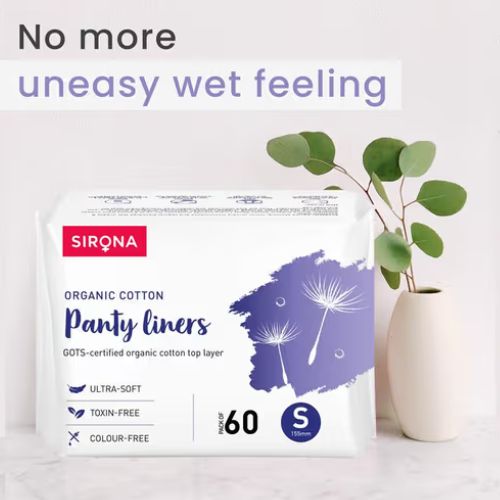 No more
uneasy wet feeling
SIRONA
ORGANIC COTTON
Panty liners
GOTS-certified organic cotton top layer
ULTRA-SOFT
TOXIN-FREE
COLOUR-FREE
PACK OF 60
S
155mm